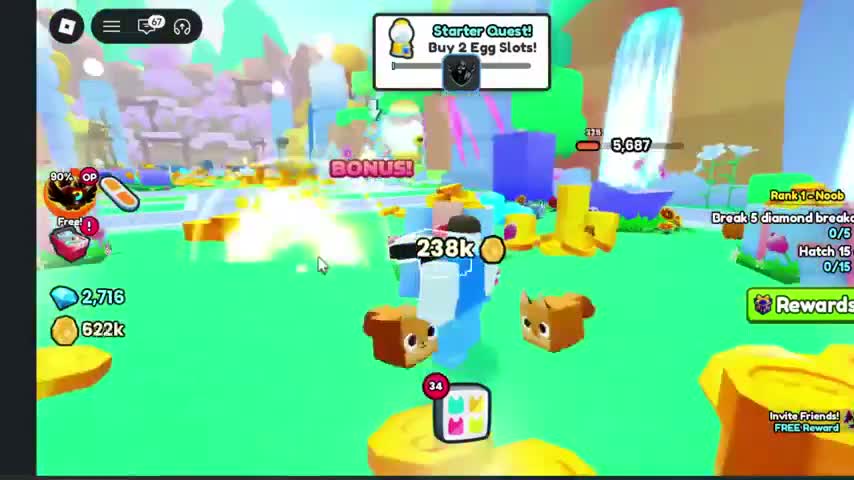 67
Starter Quest!
Buy 2 Egg Slots!
5,687
BONUS!
90%
OP
?
Free!
!
Rank 1 - Noob
Break 5 diamond breaka
0/5
Hatch 15
0/15
238k
2,716
622k
Rewards
34
Invite Friends!
FREE Reward